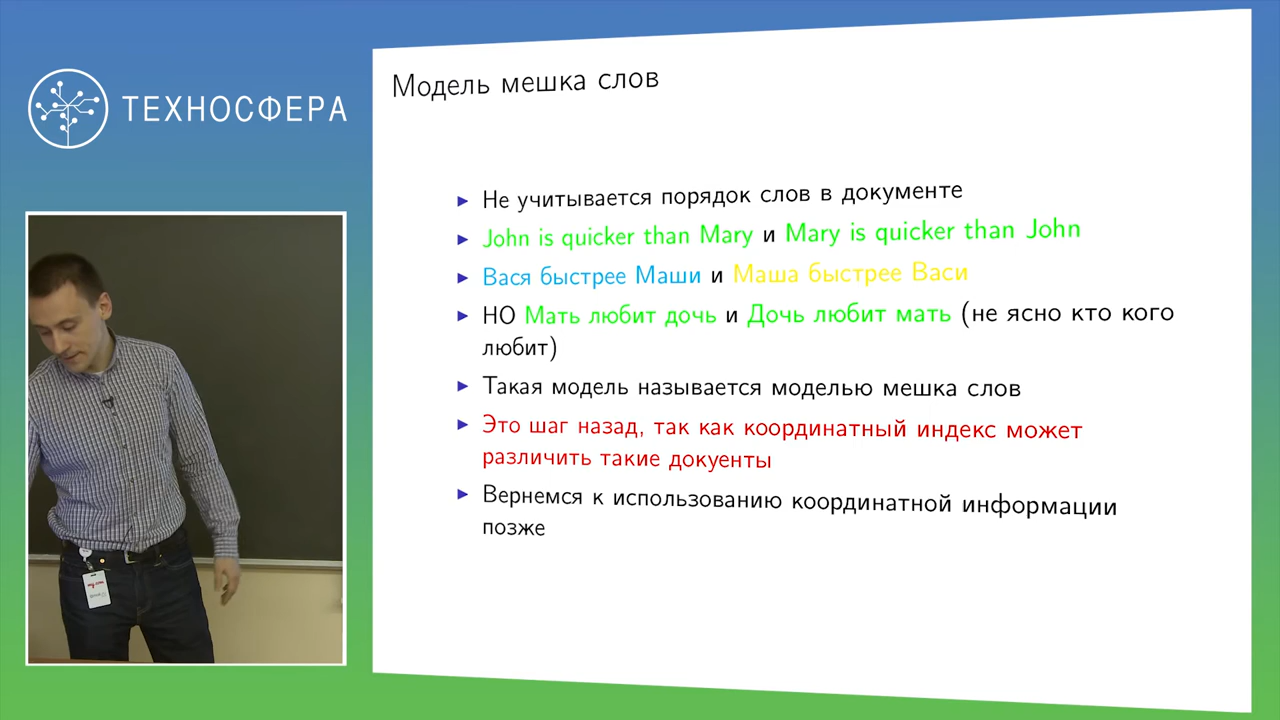 ТЕХНОСФЕРА
Модель мешка слов
Не учитывается порядок слов в документе
John is quicker than Mary и Mary is quicker than John
Вася быстрее Маши и Маша быстрее Васи
НО Мать любит дочь и Дочь любит мать (не ясно кто кого
любит)
Такая модель называется моделью мешка слов
Это шаг назад, так как координатный индекс может
различить такие докуенты
Вернемся к использованию координатной информации
позже